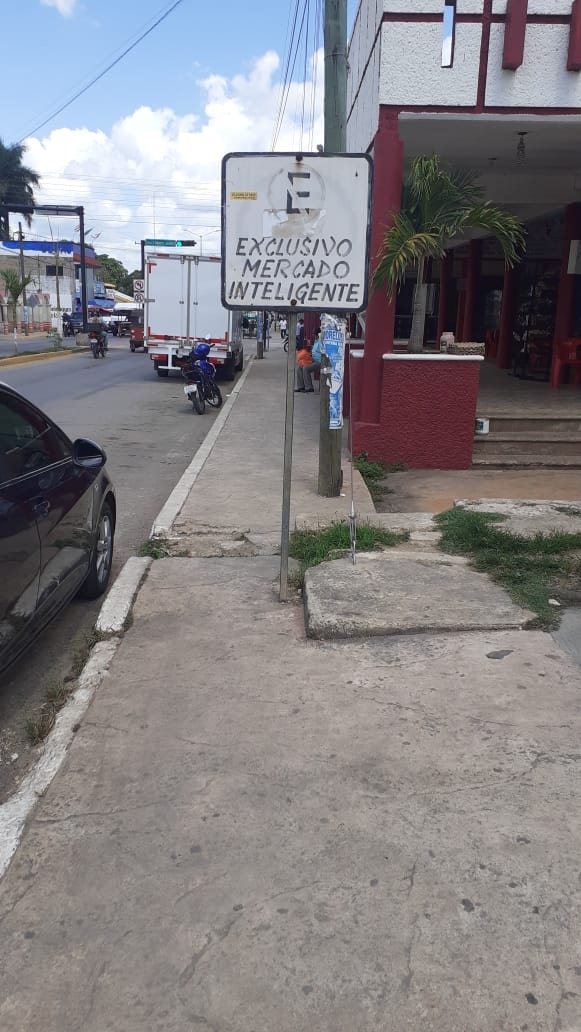 E
EXCLUSIVO
MERCADO
INTELIGENTE